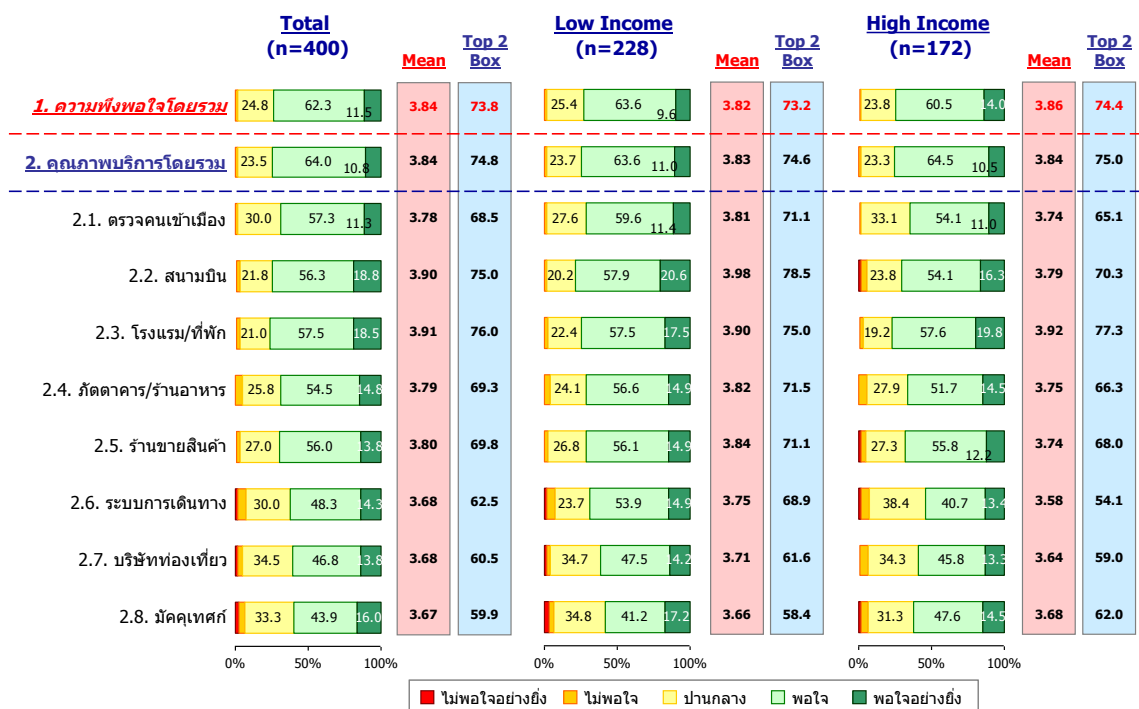 Total Low Income High Income
(n=400) (n=228) (n=172)
Mean Top 2 Box Mean Top 2 Box Mean Top 2 Box
1. ความพึงพอใจโดยรวม 24.8 62.3 11.5 3.84 73.8 25.4 63.6 9.6 3.82 73.2 23.8 60.5 14.0 3.86 74.4
2. คุณภาพบริการโดยรวม 23.5 64.0 10.8 3.84 74.8 23.7 63.6 11.0 3.83 74.6 23.3 64.5 10.5 3.84 75.0
2.1. ตรวจคนเข้าเมือง 30.0 57.3 11.3 3.78 68.5 27.6 59.6 11.4 3.81 71.1 33.1 54.1 11.0 3.74 65.1
2.2. สนามบิน 21.8 56.3 18.8 3.90 75.0 20.2 57.9 20.6 3.98 78.5 23.8 54.1 16.3 3.79 70.3
2.3. โรงแรม/ที่พัก 21.0 57.5 18.5 3.91 76.0 22.4 57.5 17.5 3.90 75.0 19.2 57.6 19.8 3.92 77.3
2.4. ภัตตาคาร/ร้านอาหาร 25.8 54.5 14.8 3.79 69.3 24.1 56.6 14.9 3.82 71.5 27.9 51.7 14.5 3.75 66.3
2.5. ร้านขายสินค้า 27.0 56.0 13.8 3.80 69.8 26.8 56.1 14.9 3.84 71.1 27.3 55.8 12.2 3.74 68.0
2.6. ระบบการเดินทาง 30.0 48.3 14.3 3.68 62.5 23.7 53.9 14.9 3.75 68.9 38.4 40.7 13.4 3.58 54.1
2.7. บริษัทท่องเที่ยว 34.5 46.8 13.8 3.68 60.5 34.7 47.5 14.2 3.71 61.6 34.3 45.8 13.3 3.64 59.0
2.8. มัคคุเทศก์ 33.3 43.9 16.0 3.67 59.9 34.8 41.2 17.2 3.66 58.4 31.3 47.6 14.5 3.68 62.0
0% 50% 100% 0% 50% 100% 0% 50% 100%
ไม่พอใจอย่างยิ่ง ไม่พอใจ ปานกลาง พอใจ พอใจอย่างยิ่ง